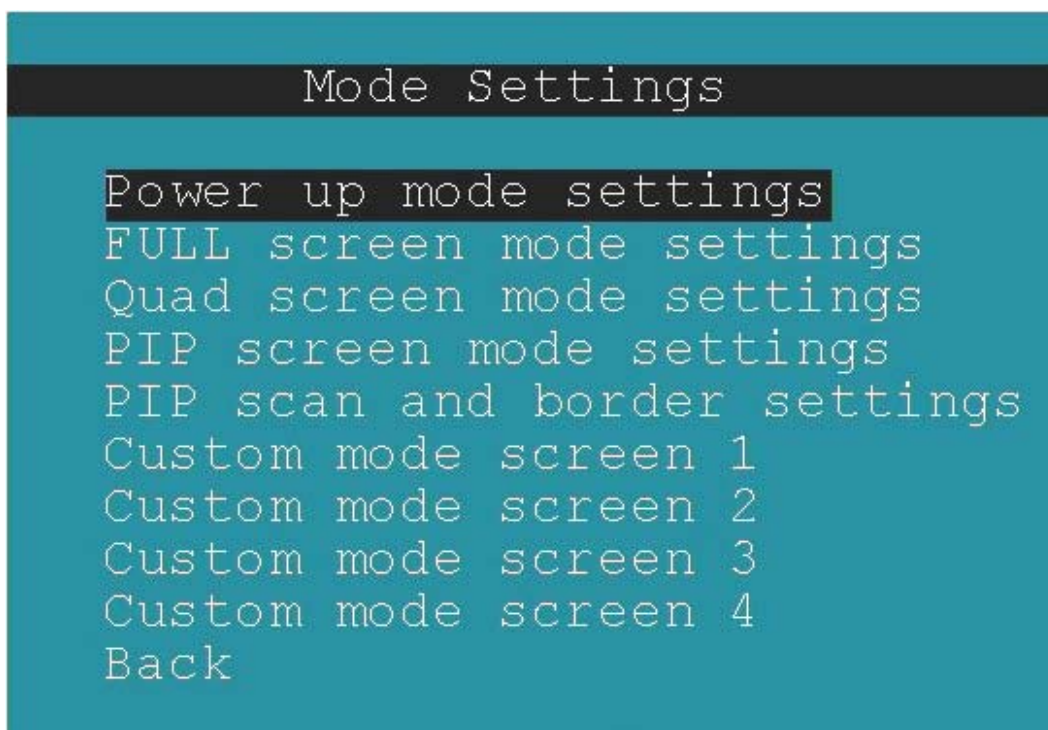 Mode Settings
Power up mode settings
FULL screen mode settings
Quad screen mode settings
PIP screen mode settings
PIP scan and border settings
Custom mode screen 1
Custom mode screen 2
Custom mode screen 3
Custom mode screen 4
Back